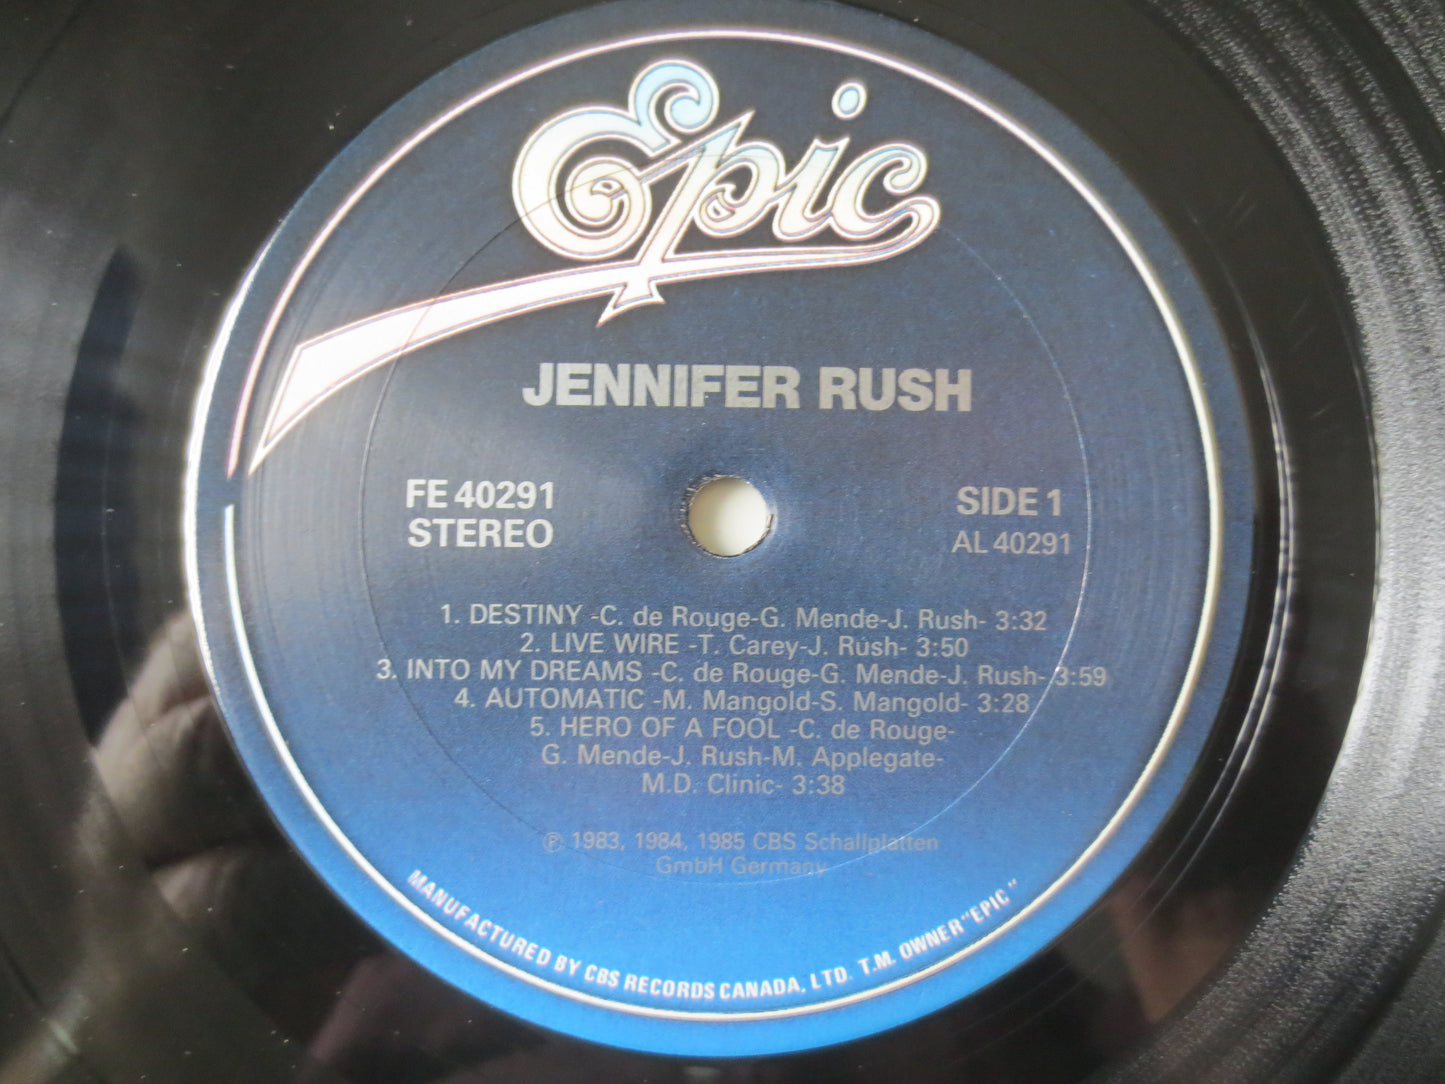 Epic
JENNIFER RUSH
FE 40291
STEREO
SIDE 1
AL 40291
1. DESTINY -C. de Rouge-G. Mende-J. Rush- 3:32
2. LIVE WIRE -T. Carey-J. Rush- 3:50
3. INTO MY DREAMS -C. de Rouge-G. Mende-J. Rush- 3:59
4. AUTOMATIC -M. Mangold-S. Mangold- 3:28
5. HERO OF A FOOL -C. de Rouge-
G. Mende-J. Rush-M. Applegate-
M.D. Clinic- 3:38
℗ 1983, 1984, 1985 CBS Schallplatten
GmbH Germany
MANUFACTURED BY CBS RECORDS CANADA, LTD. T.M. OWNER "EPIC"